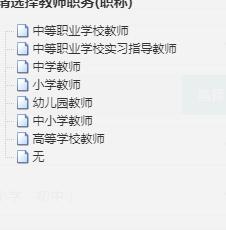 请选择教师职务(职称)
中等职业学校教师
中等职业学校实习指导教师
中学教师
小学教师
幼儿园教师
中小学教师
高等学校教师
无